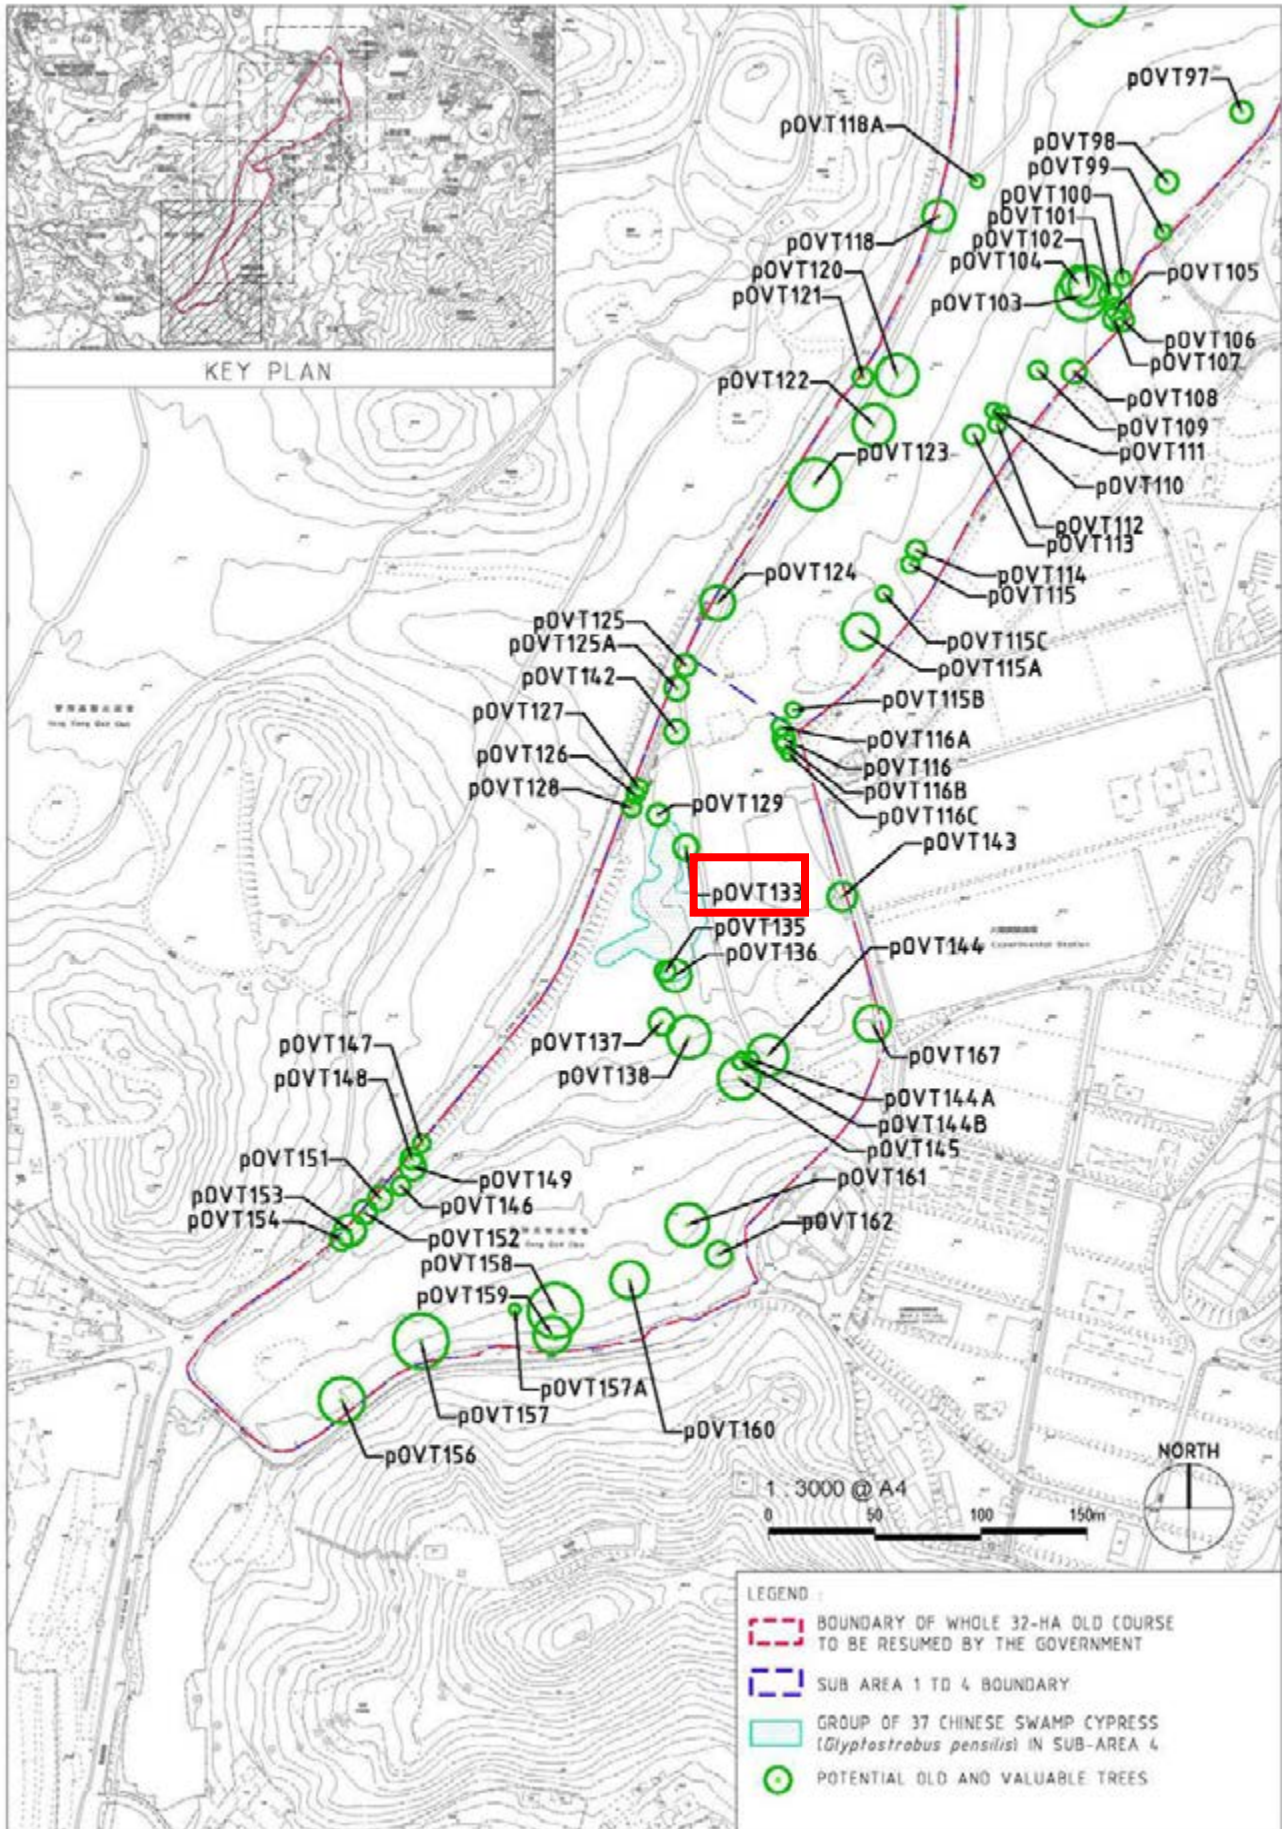 KEY PLAN
pOVT97
pOVT118A
pOVT98
pOVT99
pOVT100
pOVT101
pOVT102
pOVT104
pOVT118
pOVT120
pOVT121
pOVT105
pOVT103
pOVT106
pOVT107
pOVT122
pOVT108
pOVT109
pOVT111
pOVT123
pOVT110
pOVT112
pOVT113
pOVT114
pOVT124
pOVT115
pOVT125
pOVT125A
pOVT115C
pOVT115A
pOVT142
pOVT115B
pOVT127
pOVT116A
pOVT126
pOVT116
pOVT128
pOVT116B
pOVT129
pOVT116C
pOVT143
pOVT133
pOVT135
pOVT136
pOVT144
Experimental Station
pOVT137
pOVT147
pOVT138
pOVT167
pOVT148
pOVT144A
pOVT144B
pOVT151
pOVT145
pOVT149
pOVT161
pOVT153
pOVT146
pOVT154
pOVT162
pOVT152
pOVT158
pOVT159
pOVT157A
pOVT157
pOVT160
pOVT156
NORTH
1 : 3000 @ A4
0 50 100 150m
LEGEND :
BOUNDARY OF WHOLE 32-HA OLD COURSE
TO BE RESUMED BY THE GOVERNMENT
SUB AREA 1 TO 4 BOUNDARY
GROUP OF 37 CHINESE SWAMP CYPRESS
(Glyptostrobus pensilis) IN SUB-AREA 4
POTENTIAL OLD AND VALUABLE TREES